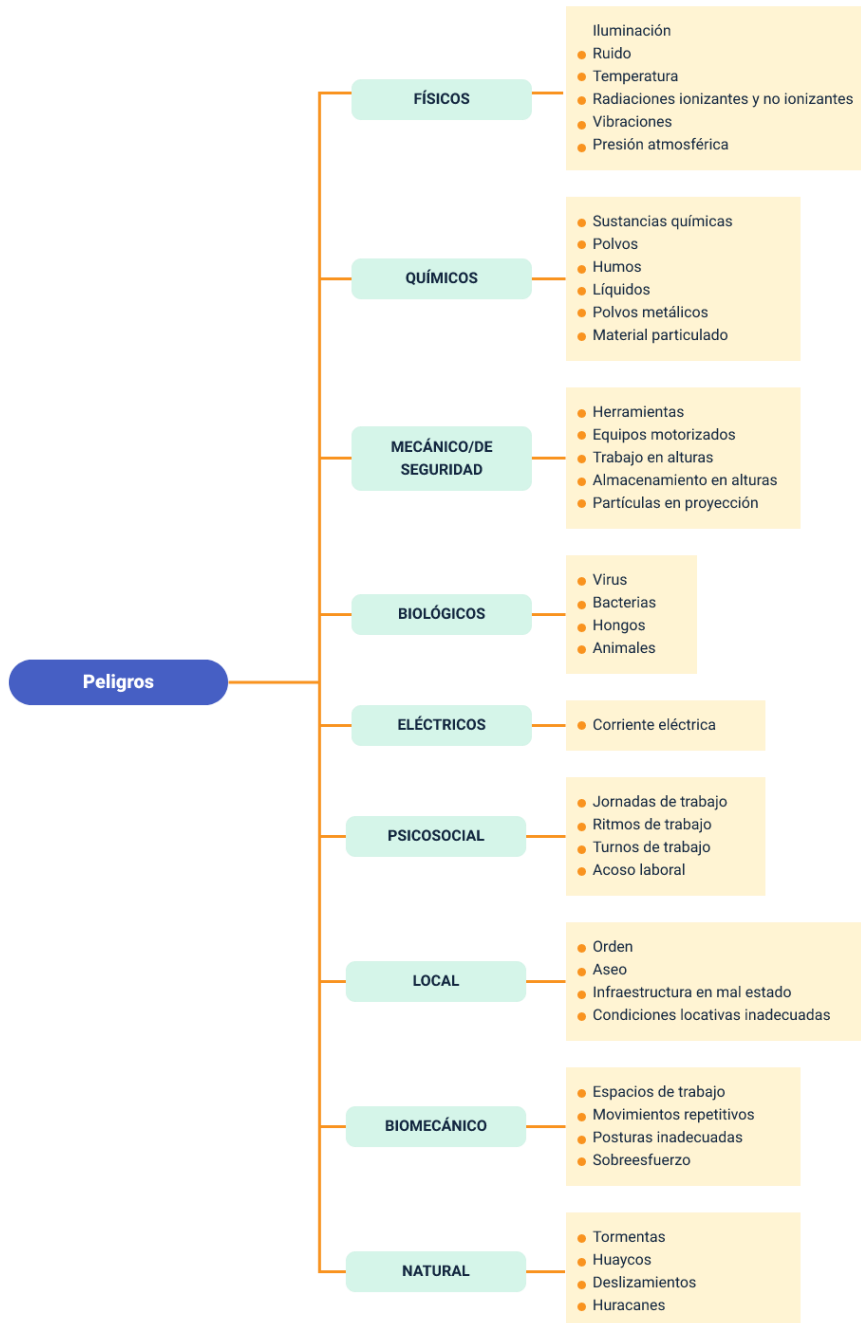 Peligros
FÍSICOS
Iluminación
Ruido
Temperatura
Radiaciones ionizantes y no ionizantes
Vibraciones
Presión atmosférica
QUÍMICOS
Sustancias químicas
Polvos
Humos
Líquidos
Polvos metálicos
Material particulado
MECÁNICO/DE
SEGURIDAD
Herramientas
Equipos motorizados
Trabajo en alturas
Almacenamiento en alturas
Partículas en proyección
BIOLÓGICOS
Virus
Bacterias
Hongos
Animales
ELÉCTRICOS
Corriente eléctrica
PSICOSOCIAL
Jornadas de trabajo
Ritmos de trabajo
Turnos de trabajo
Acoso laboral
LOCAL
Orden
Aseo
Infraestructura en mal estado
Condiciones locativas inadecuadas
BIOMECÁNICO
Espacios de trabajo
Movimientos repetitivos
Posturas inadecuadas
Sobreesfuerzo
NATURAL
Tormentas
Huaycos
Deslizamientos
Huracanes